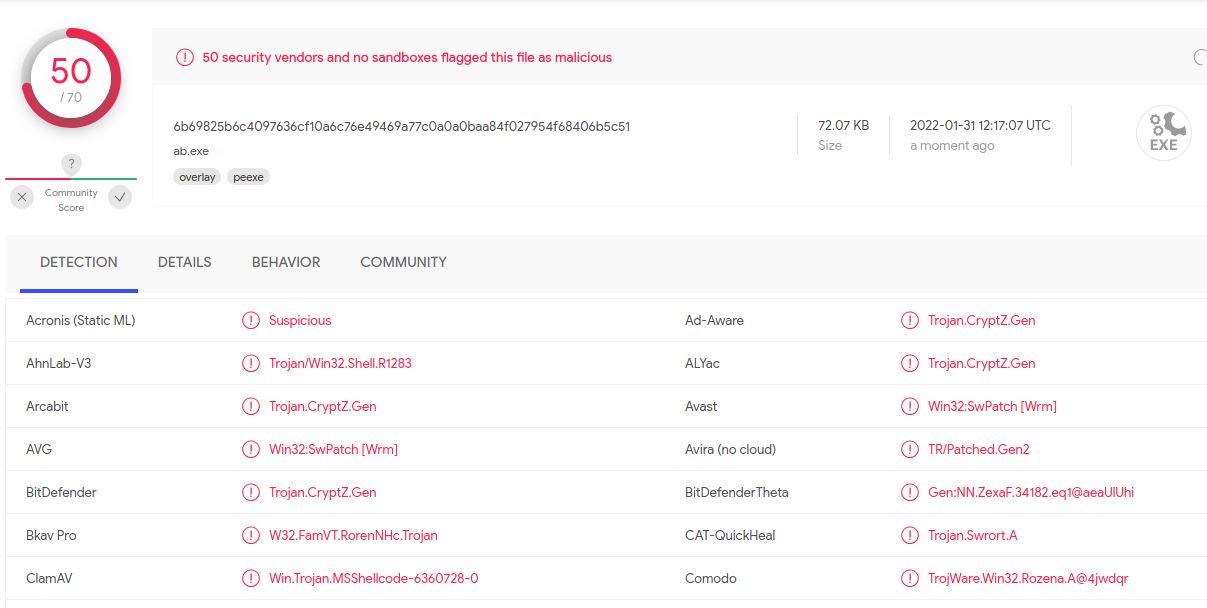 50
/ 70
50 security vendors and no sandboxes flagged this file as malicious
6b69825b6c4097636cf10a6c76e49469a77c0a0a0baa84f027954f68406b5c51
ab.exe
overlay peexe
72.07 KB
Size
2022-01-31 12:17:07 UTC
a moment ago
EXE
?
Community
Score
DETECTION DETAILS BEHAVIOR COMMUNITY
Acronis (Static ML) Suspicious Ad-Aware Trojan.CryptZ.Gen
AhnLab-V3 Trojan/Win32.Shell.R1283 ALYac Trojan.CryptZ.Gen
Arcabit Trojan.CryptZ.Gen Avast Win32:SwPatch [Wrm]
AVG Win32:SwPatch [Wrm] Avira (no cloud) TR/Patched.Gen2
BitDefender Trojan.CryptZ.Gen BitDefenderTheta Gen:NN.ZexaF.34182.eq1@aeaUlUhi
Bkav Pro W32.FamVT.RorenNHc.Trojan CAT-QuickHeal Trojan.Swrort.A
ClamAV Win.Trojan.MSShellcode-6360728-0 Comodo TrojWare.Win32.Rozena.A@4jwdqr